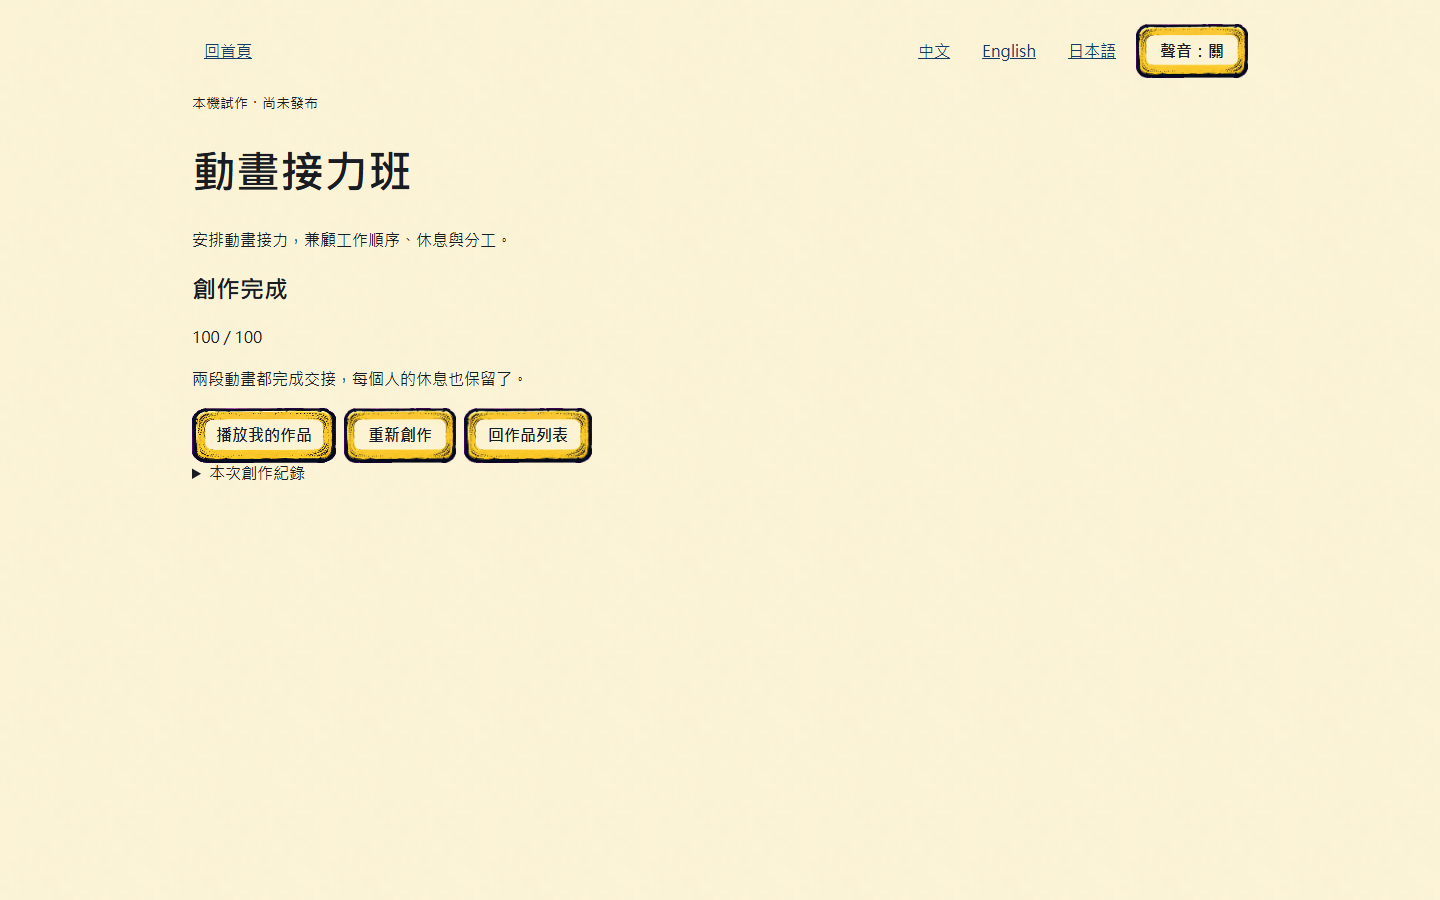 回首頁 中文 English 日本語 聲音：關
本機試作・尚未發布
動畫接力班
安排動畫接力，兼顧工作順序、休息與分工。
創作完成
100 / 100
兩段動畫都完成交接，每個人的休息也保留了。
播放我的作品 重新創作 回作品列表
▶ 本次創作紀錄